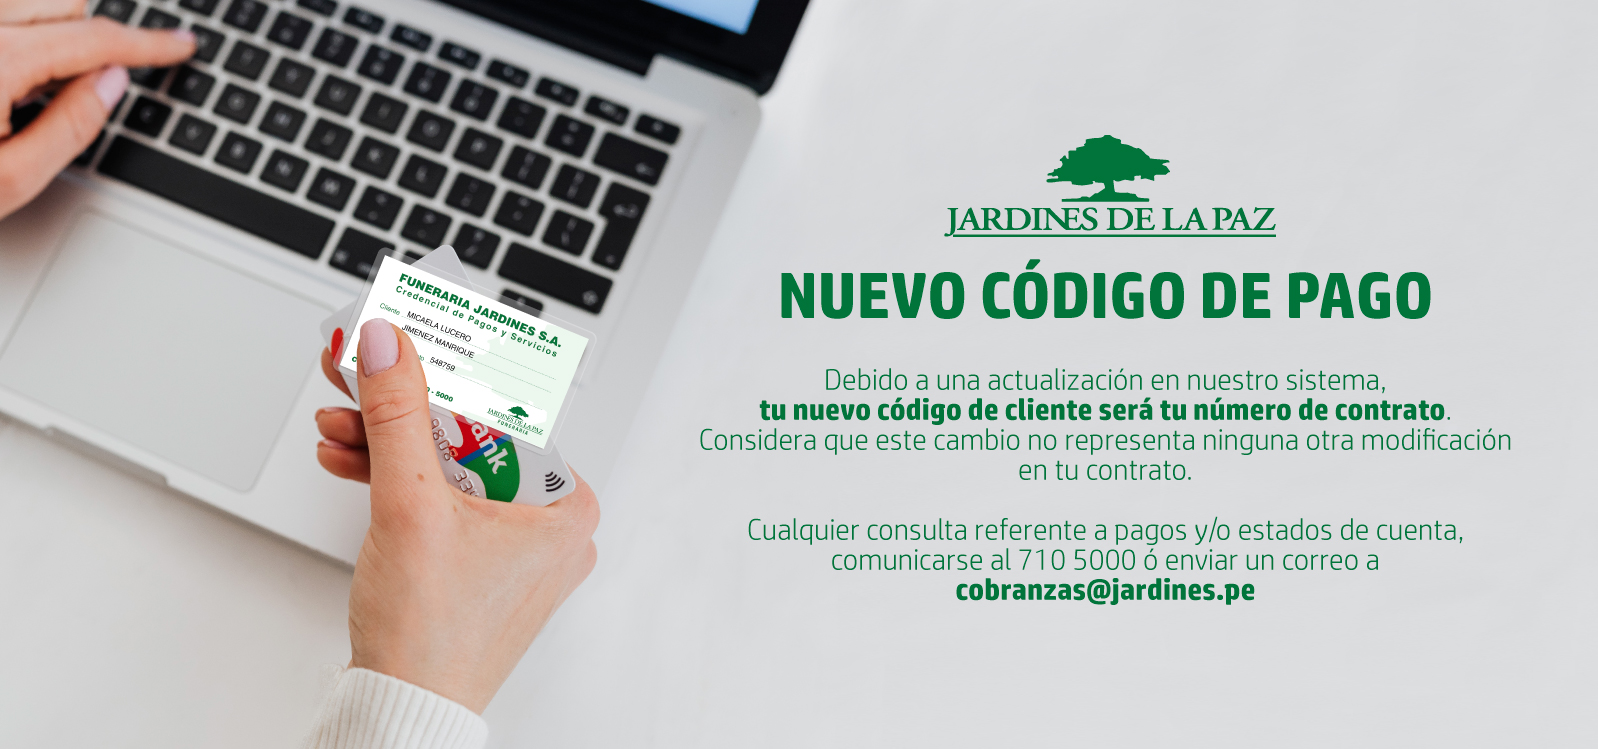 JARDINES DE LA PAZ
NUEVO CÓDIGO DE PAGO
Debido a una actualización en nuestro sistema,
tu nuevo código de cliente será tu número de contrato.
Considera que este cambio no representa ninguna otra modificación
en tu contrato.
Cualquier consulta referente a pagos y/o estados de cuenta,
comunicarse al 710 5000 ó enviar un correo a
cobranzas@jardines.pe
FUNERARIA JARDINES S.A.
Credencial de Pagos y Servicios
Cliente MICAELA LUCERO
JIMENEZ MANRIQUE
548759
- 5000
JARDINES DE LA PAZ
FUNERARIA